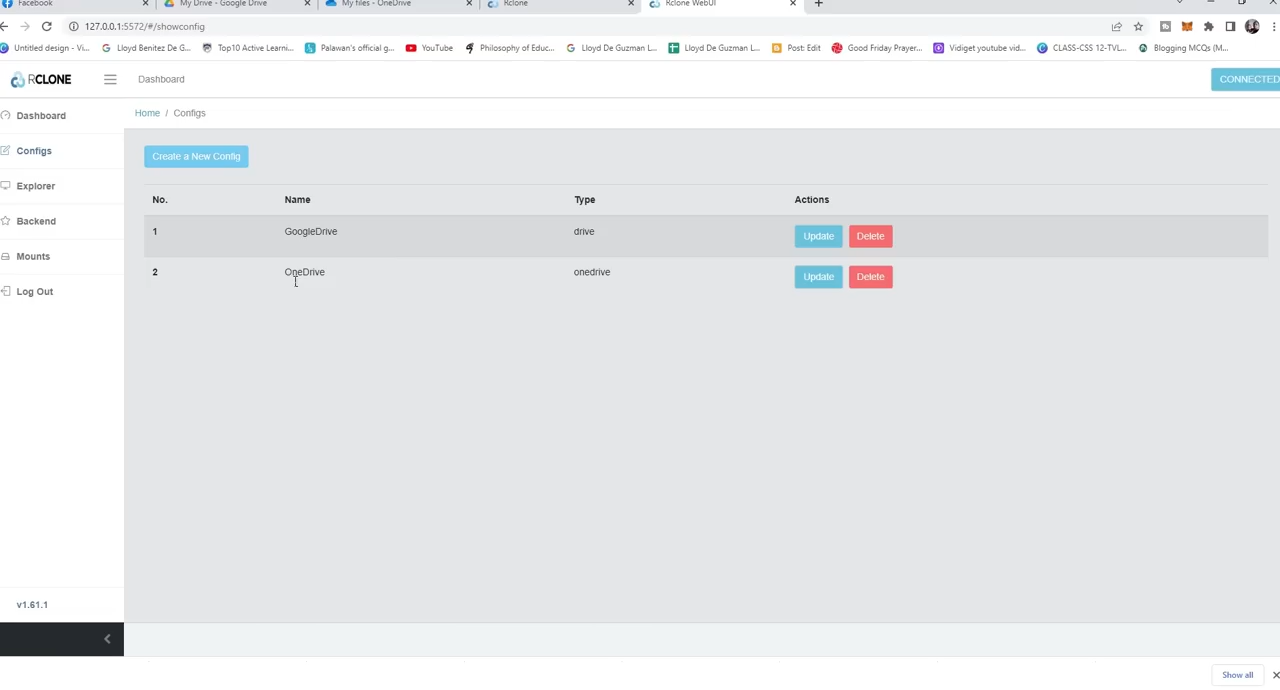 Facebook My Drive - Google Drive My files - OneDrive Rclone Rclone WebUI
127.0.0.1:5572/#/showconfig
Untitled design - Vi... Lloyd Benitez De G... Top10 Active Learni... Palawan's official g... YouTube Philosophy of Educ... Lloyd De Guzman L... Lloyd De Guzman L... Post: Edit Good Friday Prayer... Vidiget youtube vid... CLASS-CSS 12-TVL... Blogging MCQs (M...
RCLONE Dashboard CONNECTED
Dashboard
Configs
Explorer
Backend
Mounts
Log Out
v1.61.1
Home / Configs
Create a New Config
No. Name Type Actions
1 GoogleDrive drive Update Delete
2 OneDrive onedrive Update Delete
Show all